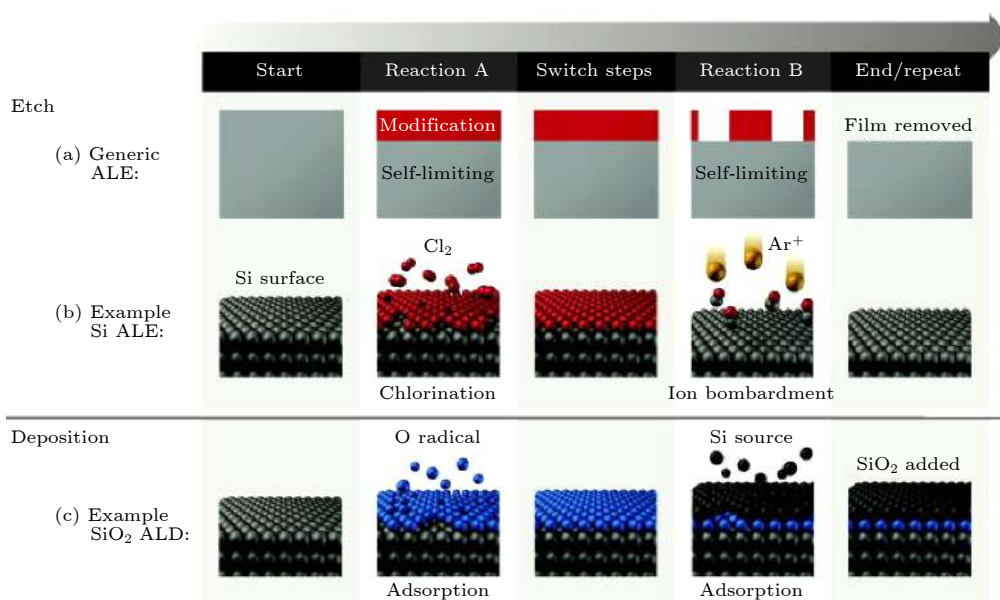 Start
Reaction A
Switch steps
Reaction B
End/repeat
Etch
(a) Generic
ALE:
Modification
Self-limiting
Self-limiting
Film removed
(b) Example
Si ALE:
Si surface
Cl₂
Chlorination
Ar⁺
Ion bombardment
Deposition
(c) Example
SiO₂ ALD:
O radical
Adsorption
Si source
Adsorption
SiO₂ added